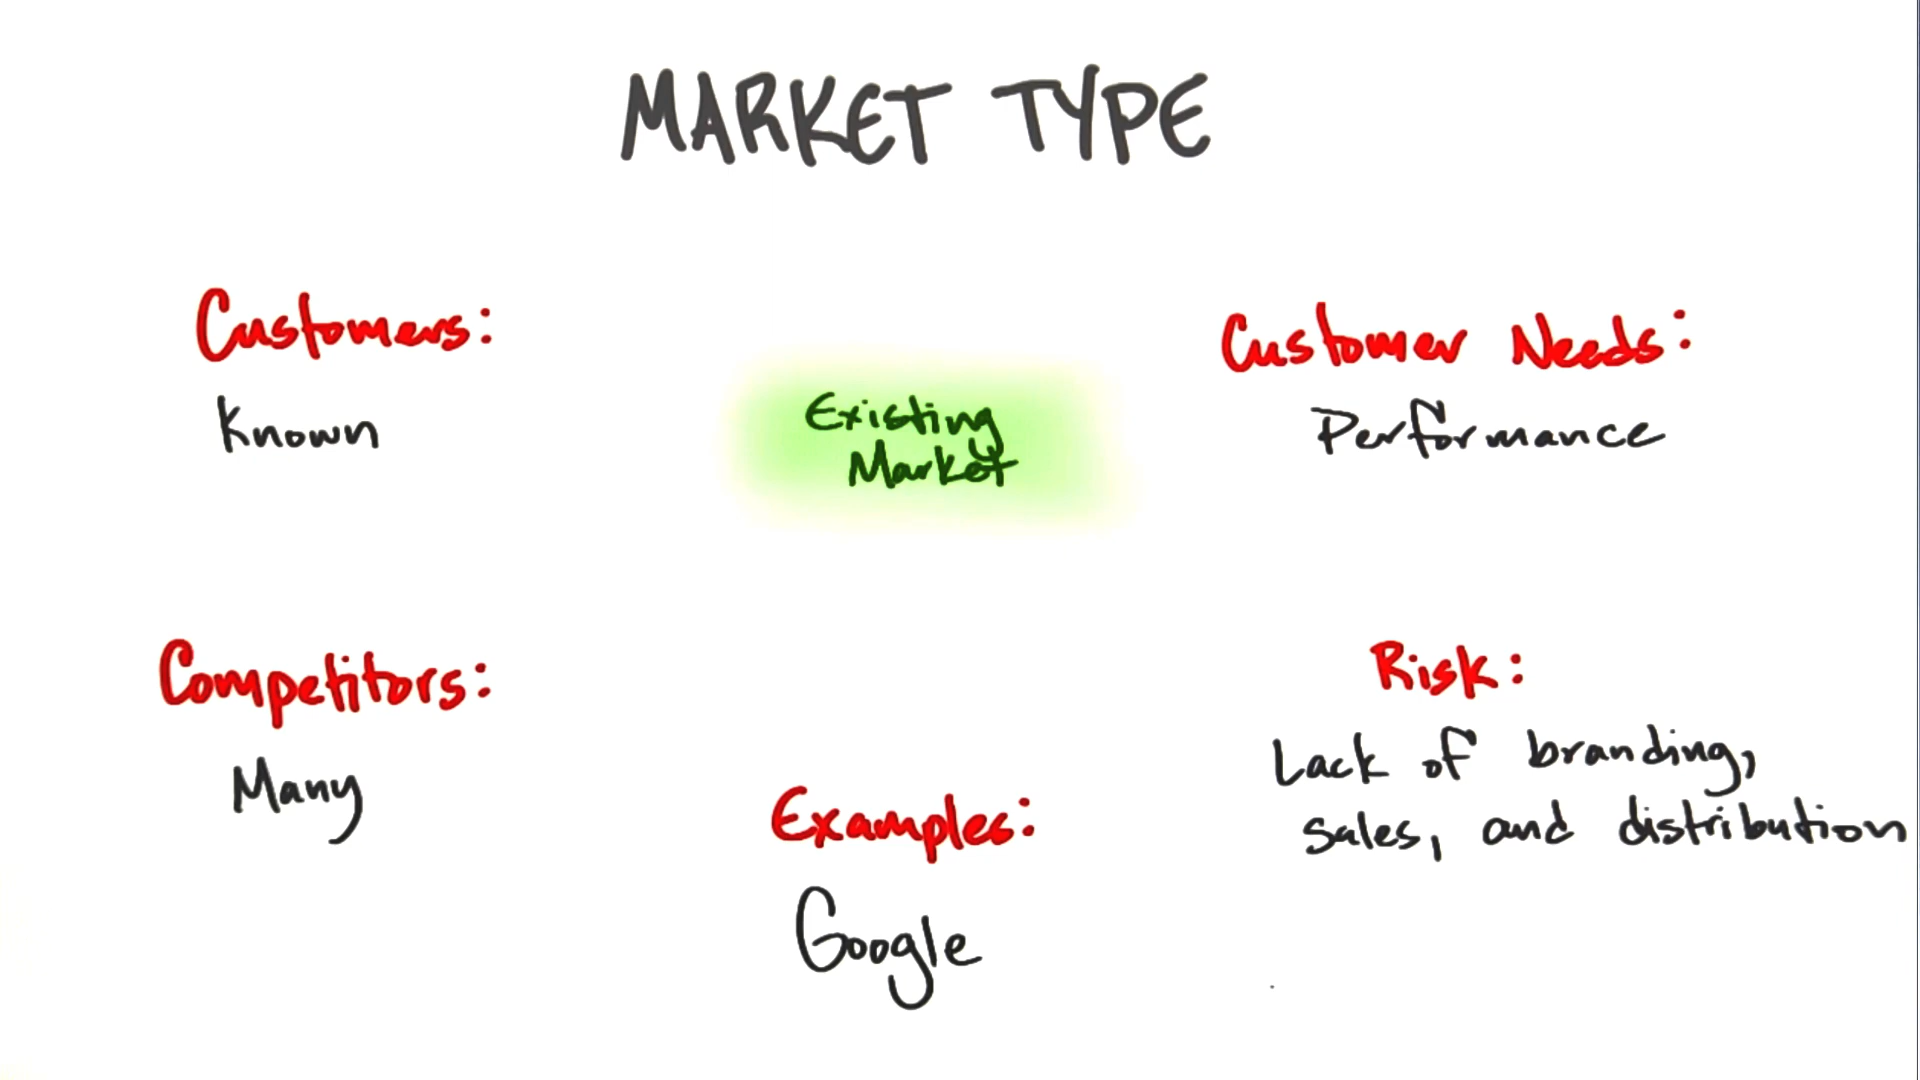 MARKET TYPE
Customers:
Known
Existing
Market
Customer Needs:
Performance
Competitors:
Many
Examples:
Google
Risk:
Lack of branding,
sales, and distribution